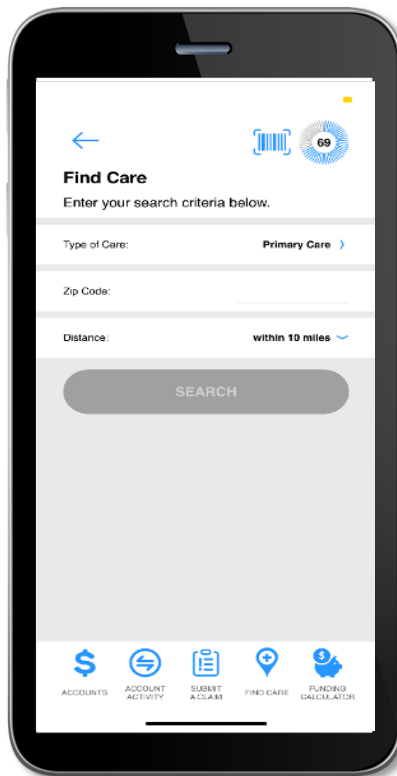 69
Find Care
Enter your search criteria below.
Type of Care: Primary Care
Zip Code:
Distance: within 10 miles
SEARCH
ACCOUNTS
ACCOUNT
ACTIVITY
SUBMIT
A CLAIM
FIND CARE
FUNDING
CALCULATOR